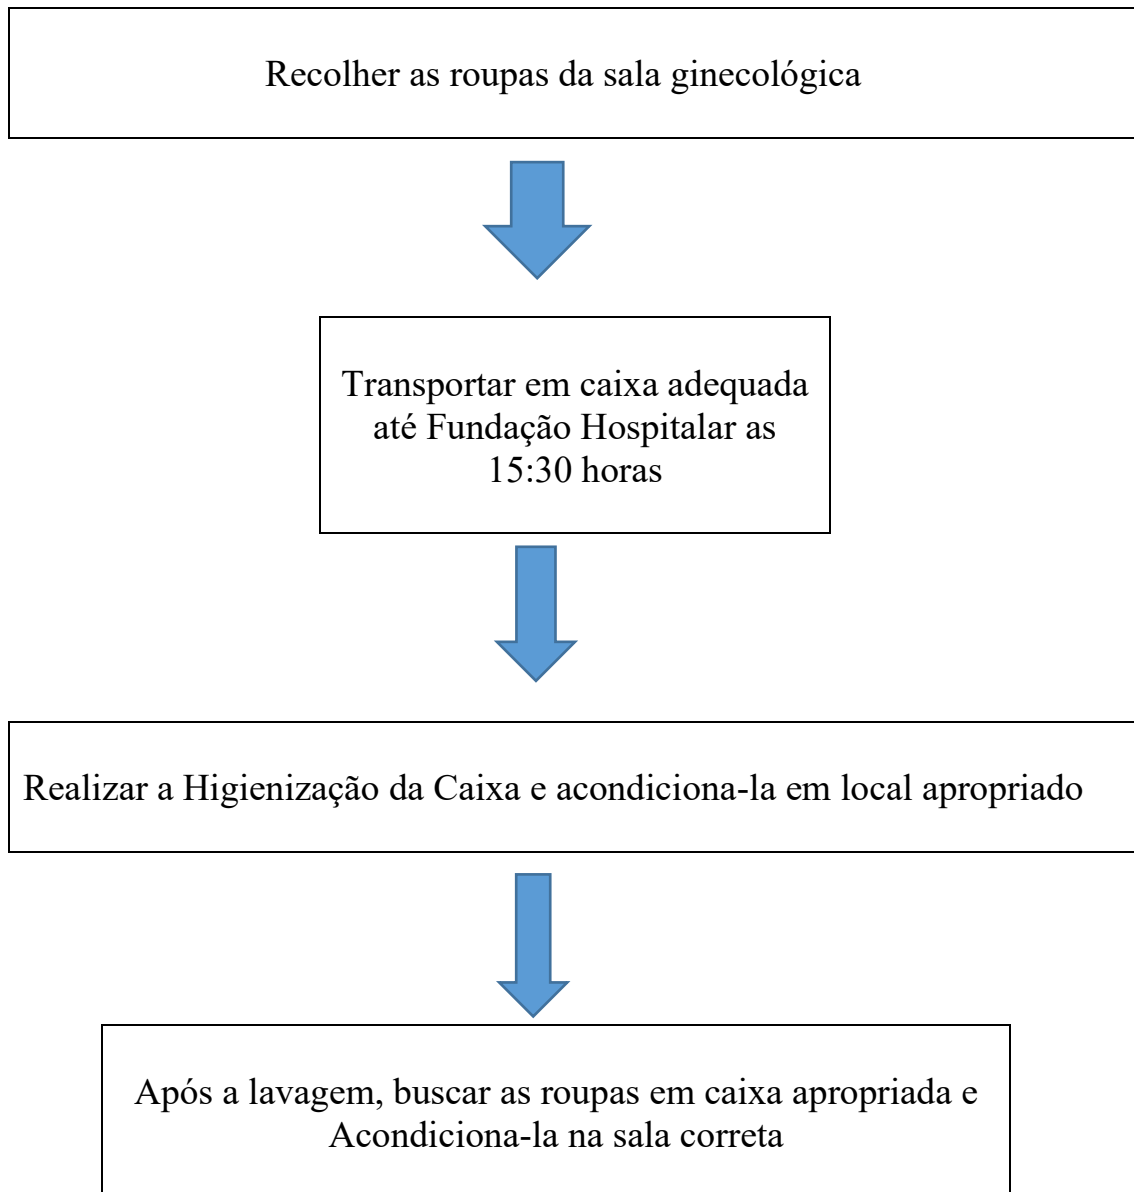 Recolher as roupas da sala ginecológica
Transportar em caixa adequada
até Fundação Hospitalar as
15:30 horas
Realizar a Higienização da Caixa e acondiciona-la em local apropriado
Após a lavagem, buscar as roupas em caixa apropriada e
Acondiciona-la na sala correta